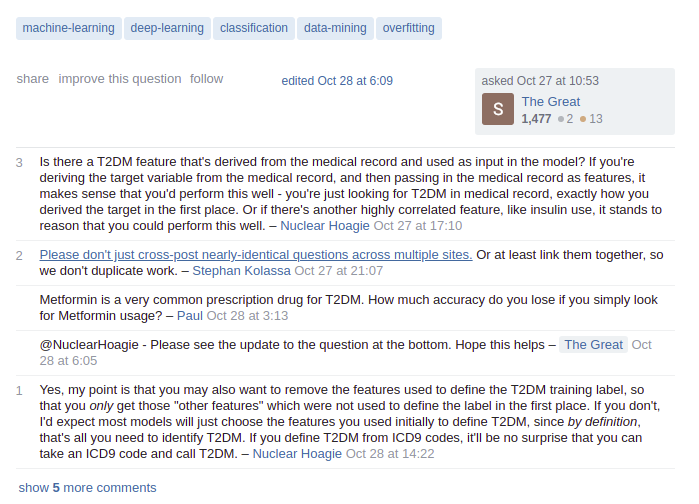 machine-learning deep-learning classification data-mining overfitting
share improve this question follow
edited Oct 28 at 6:09
asked Oct 27 at 10:53
S
The Great
1,477 2 13
3 Is there a T2DM feature that's derived from the medical record and used as input in the model? If you're
deriving the target variable from the medical record, and then passing in the medical record as features, it
makes sense that you'd perform this well - you're just looking for T2DM in medical record, exactly how you
derived the target in the first place. Or if there's another highly correlated feature, like insulin use, it stands to
reason that you could perform this well. – Nuclear Hoagie Oct 27 at 17:10
2 Please don't just cross-post nearly-identical questions across multiple sites. Or at least link them together, so
we don't duplicate work. – Stephan Kolassa Oct 27 at 21:07
Metformin is a very common prescription drug for T2DM. How much accuracy do you lose if you simply look
for Metformin usage? – Paul Oct 28 at 3:13
@NuclearHoagie - Please see the update to the question at the bottom. Hope this helps – The Great Oct
28 at 6:05
1 Yes, my point is that you may also want to remove the features used to define the T2DM training label, so
that you only get those "other features" which were not used to define the label in the first place. If you don't,
I'd expect most models will just choose the features you used initially to define T2DM, since by definition,
that's all you need to identify T2DM. If you define T2DM from ICD9 codes, it'll be no surprise that you can
take an ICD9 code and call T2DM. – Nuclear Hoagie Oct 28 at 14:22
show 5 more comments